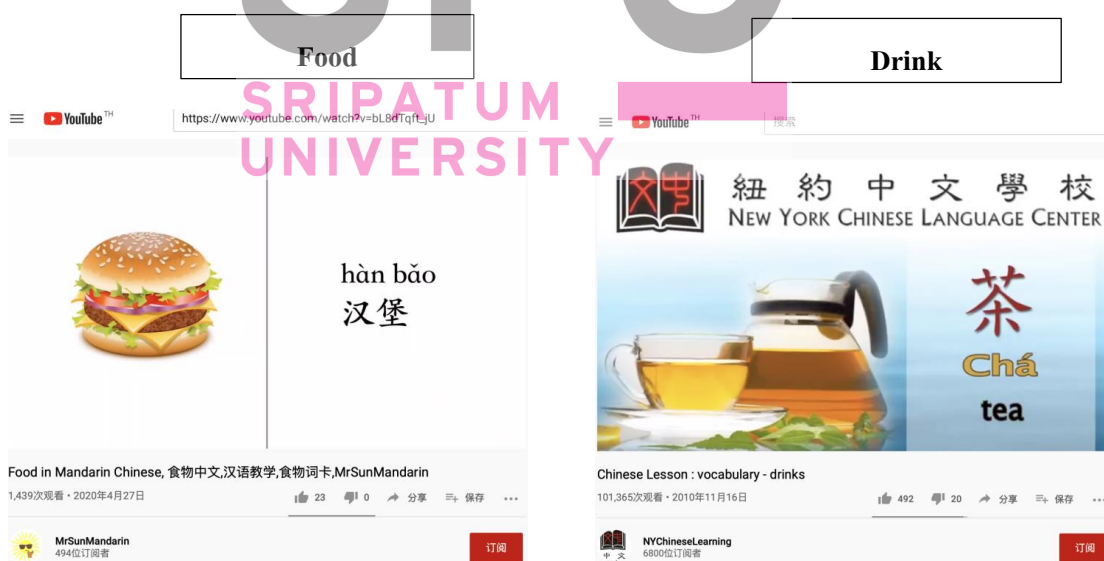 Food
Drink
SRIPATUM
UNIVERSITY
YouTube TH
https://www.youtube.com/watch?v=bL8dTqft_jU
hàn bǎo
汉堡
Food in Mandarin Chinese, 食物中文,汉语教学,食物词卡,MrSunMandarin
1,439次观看・2020年4月27日
23 0 分享 保存 ...
MrSunMandarin
494位订阅者
订阅
YouTube TH
搜索
紐約中文學校
NEW YORK CHINESE LANGUAGE CENTER
茶
Chá
tea
Chinese Lesson : vocabulary - drinks
101,365次观看・2010年11月16日
492 20 分享 保存
NYChineseLearning
6800位订阅者
中 文
订阅